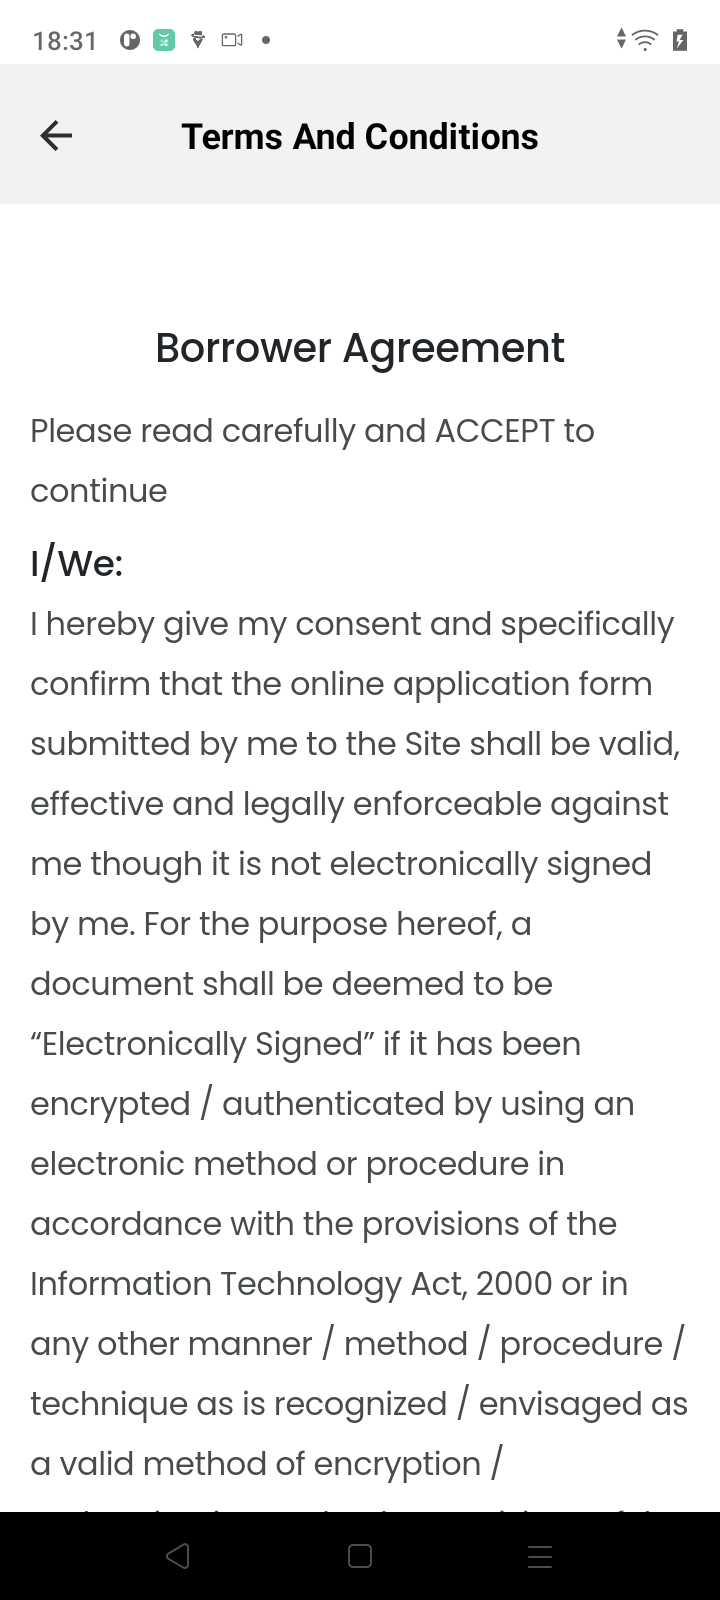 18:31
Terms And Conditions
Borrower Agreement
Please read carefully and ACCEPT to
continue
I/We:
I hereby give my consent and specifically
confirm that the online application form
submitted by me to the Site shall be valid,
effective and legally enforceable against
me though it is not electronically signed
by me. For the purpose hereof, a
document shall be deemed to be
“Electronically Signed” if it has been
encrypted / authenticated by using an
electronic method or procedure in
accordance with the provisions of the
Information Technology Act, 2000 or in
any other manner / method / procedure /
technique as is recognized / envisaged as
a valid method of encryption /